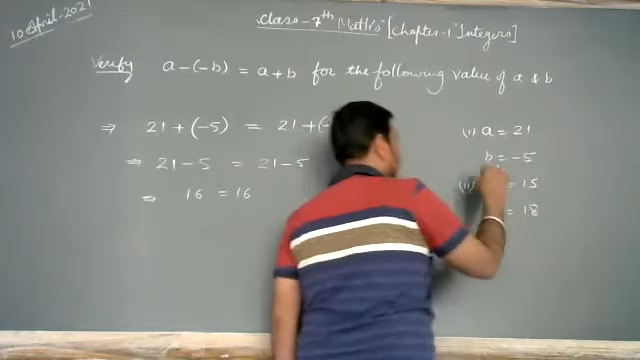 10 April-2021
Class-7th Maths [Chapter-1 "Integers]
Verify a-(-b) = a+b for the following value of a & b
⇒ 21+(-5) = 21+(-
⇒ 21-5 = 21-5
⇒ 16 = 16
(i) a = 21
b = -5
(ii) = 15
= 18